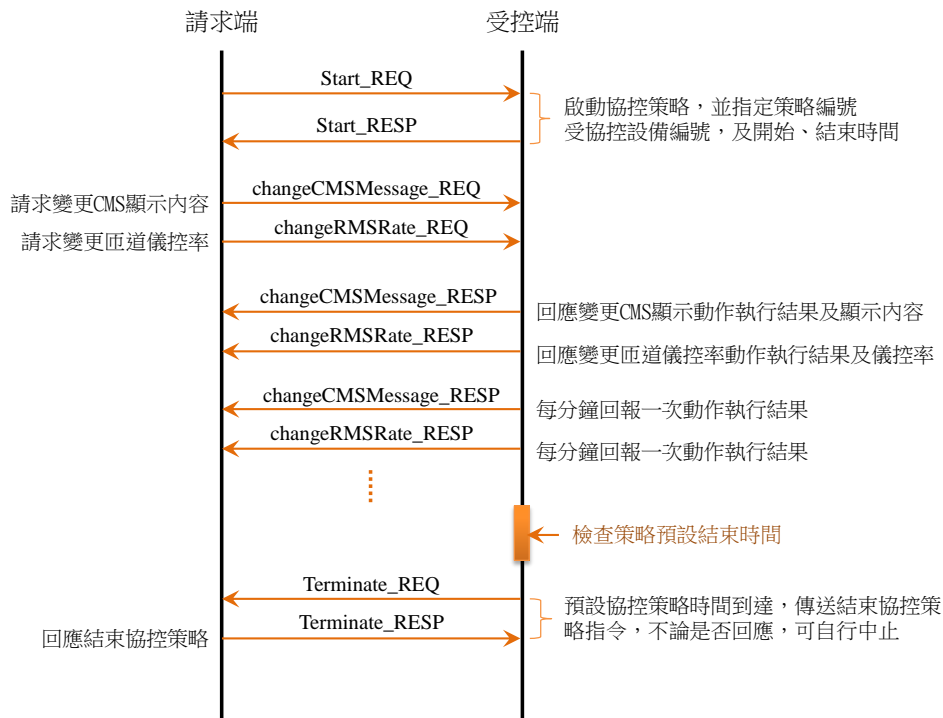 請求端
受控端
Start_REQ
啟動協控策略，並指定策略編號
受協控設備編號，及開始、結束時間
Start_RESP
changeCMSMessage_REQ
請求變更CMS顯示內容
changeRMSRate_REQ
請求變更匝道儀控率
changeCMSMessage_RESP
回應變更CMS顯示動作執行結果及顯示內容
changeRMSRate_RESP
回應變更匝道儀控率動作執行結果及儀控率
changeCMSMessage_RESP
每分鐘回報一次動作執行結果
changeRMSRate_RESP
每分鐘回報一次動作執行結果
檢查策略預設結束時間
Terminate_REQ
預設協控策略時間到達，傳送結束協控策
略指令，不論是否回應，可自行中止
Terminate_RESP
回應結束協控策略